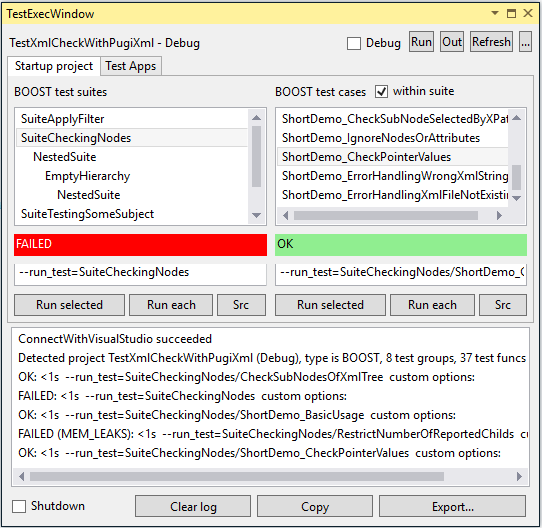 TestExecWindow
TestXmlCheckWithPugiXml - Debug
Debug
Run
Out
Refresh
...
Startup project
Test Apps
BOOST test suites
SuiteApplyFilter
SuiteCheckingNodes
NestedSuite
EmptyHierarchy
NestedSuite
SuiteTestingSomeSubject
FAILED
--run_test=SuiteCheckingNodes
Run selected
Run each
Src
BOOST test cases
within suite
ShortDemo_CheckSubNodeSelectedByXPat
ShortDemo_IgnoreNodesOrAttributes
ShortDemo_CheckPointerValues
ShortDemo_ErrorHandlingWrongXmlString
ShortDemo_ErrorHandlingXmlFileNotExistin
OK
--run_test=SuiteCheckingNodes/ShortDemo_C
Run selected
Run each
Src
ConnectWithVisualStudio succeeded
Detected project TestXmlCheckWithPugiXml (Debug), type is BOOST, 8 test groups, 37 test funcs
OK: <1s --run_test=SuiteCheckingNodes/CheckSubNodesOfXmlTree custom options:
FAILED: <1s --run_test=SuiteCheckingNodes custom options:
OK: <1s --run_test=SuiteCheckingNodes/ShortDemo_BasicUsage custom options:
FAILED (MEM_LEAKS): <1s --run_test=SuiteCheckingNodes/RestrictNumberOfReportedChilds cu
OK: <1s --run_test=SuiteCheckingNodes/ShortDemo_CheckPointerValues custom options:
Shutdown
Clear log
Copy
Export...